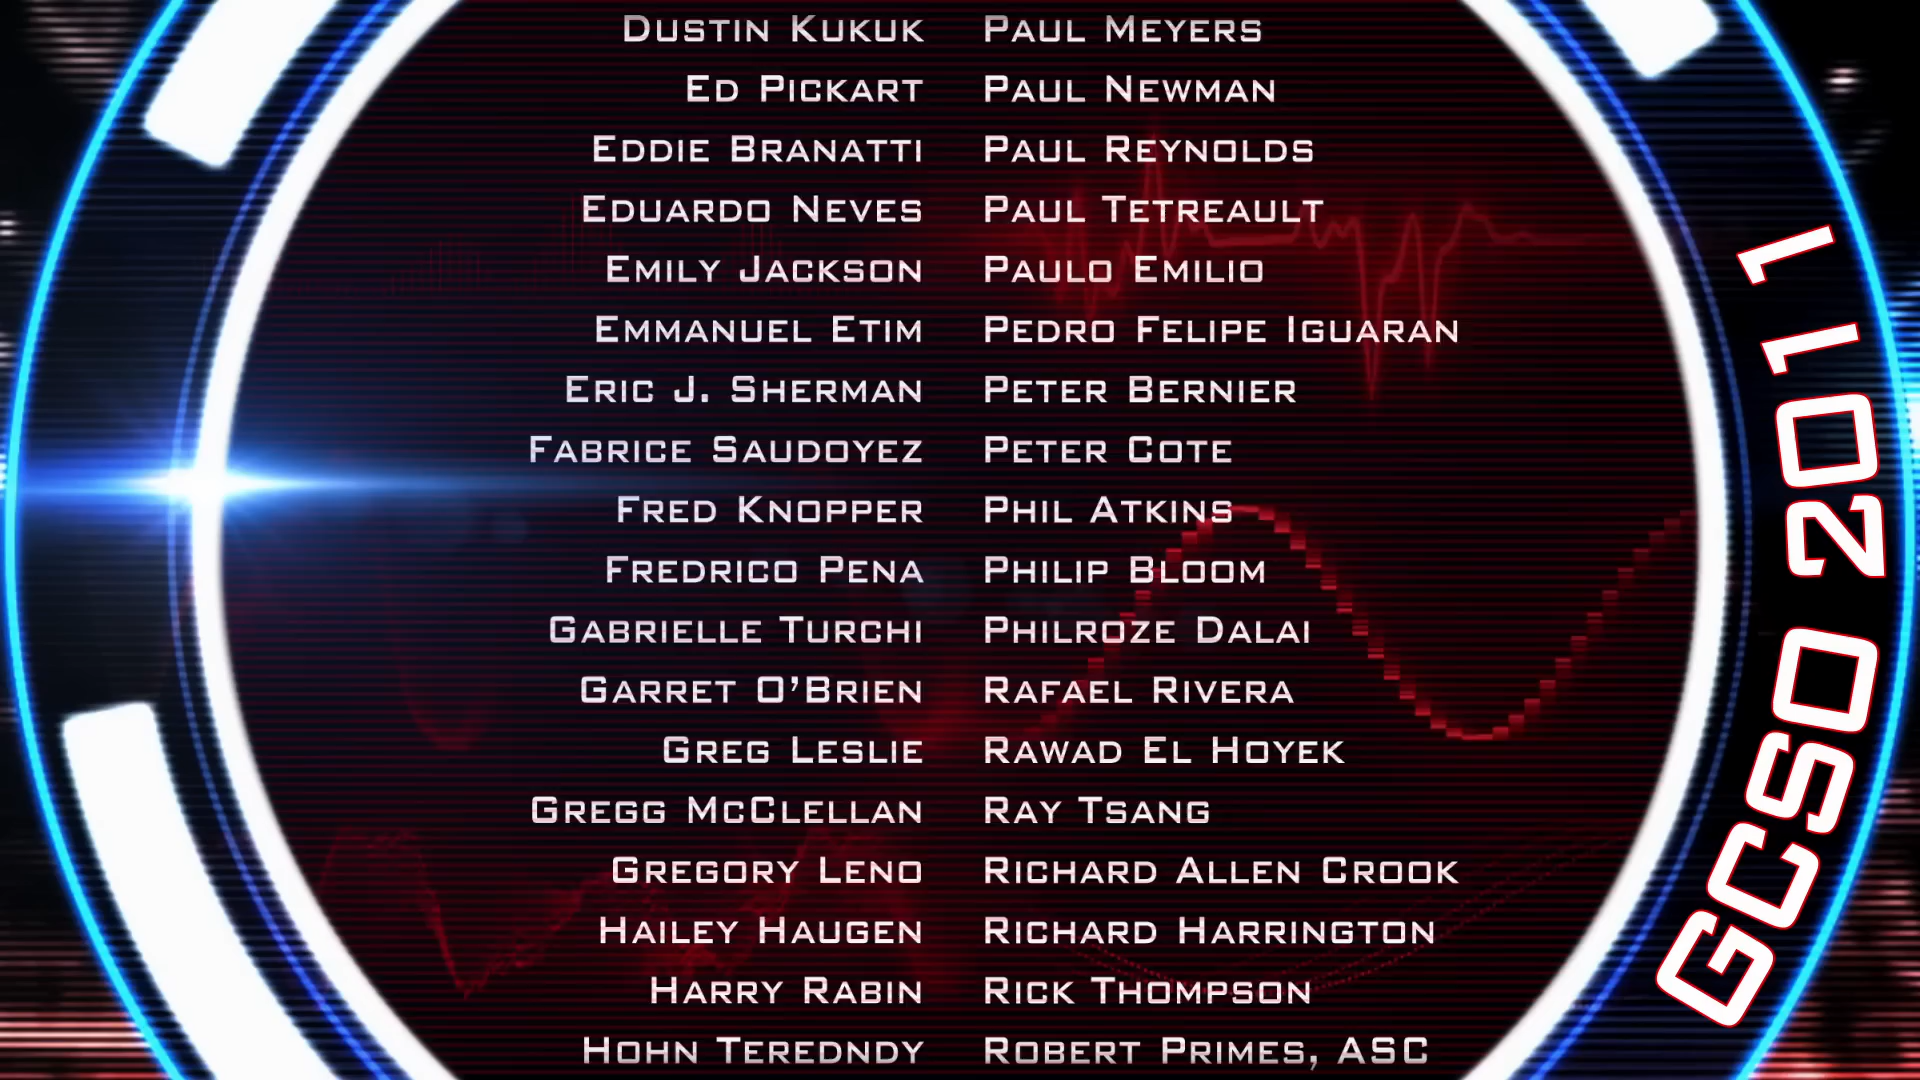 Dustin Kukuk Paul Meyers
Ed Pickart Paul Newman
Eddie Branatti Paul Reynolds
Eduardo Neves Paul Tetreault
Emily Jackson Paulo Emilio
Emmanuel Etim Pedro Felipe Iguaran
Eric J. Sherman Peter Bernier
Fabrice Saudoyez Peter Cote
Fred Knopper Phil Atkins
Fredrico Pena Philip Bloom
Gabrielle Turchi Philroze Dalai
Garret O’Brien Rafael Rivera
Greg Leslie Rawad El Hoyek
Gregg McClellan Ray Tsang
Gregory Leno Richard Allen Crook
Hailey Haugen Richard Harrington
Harry Rabin Rick Thompson
Hohn Teredndy Robert Primes, ASC
GCSO 2011